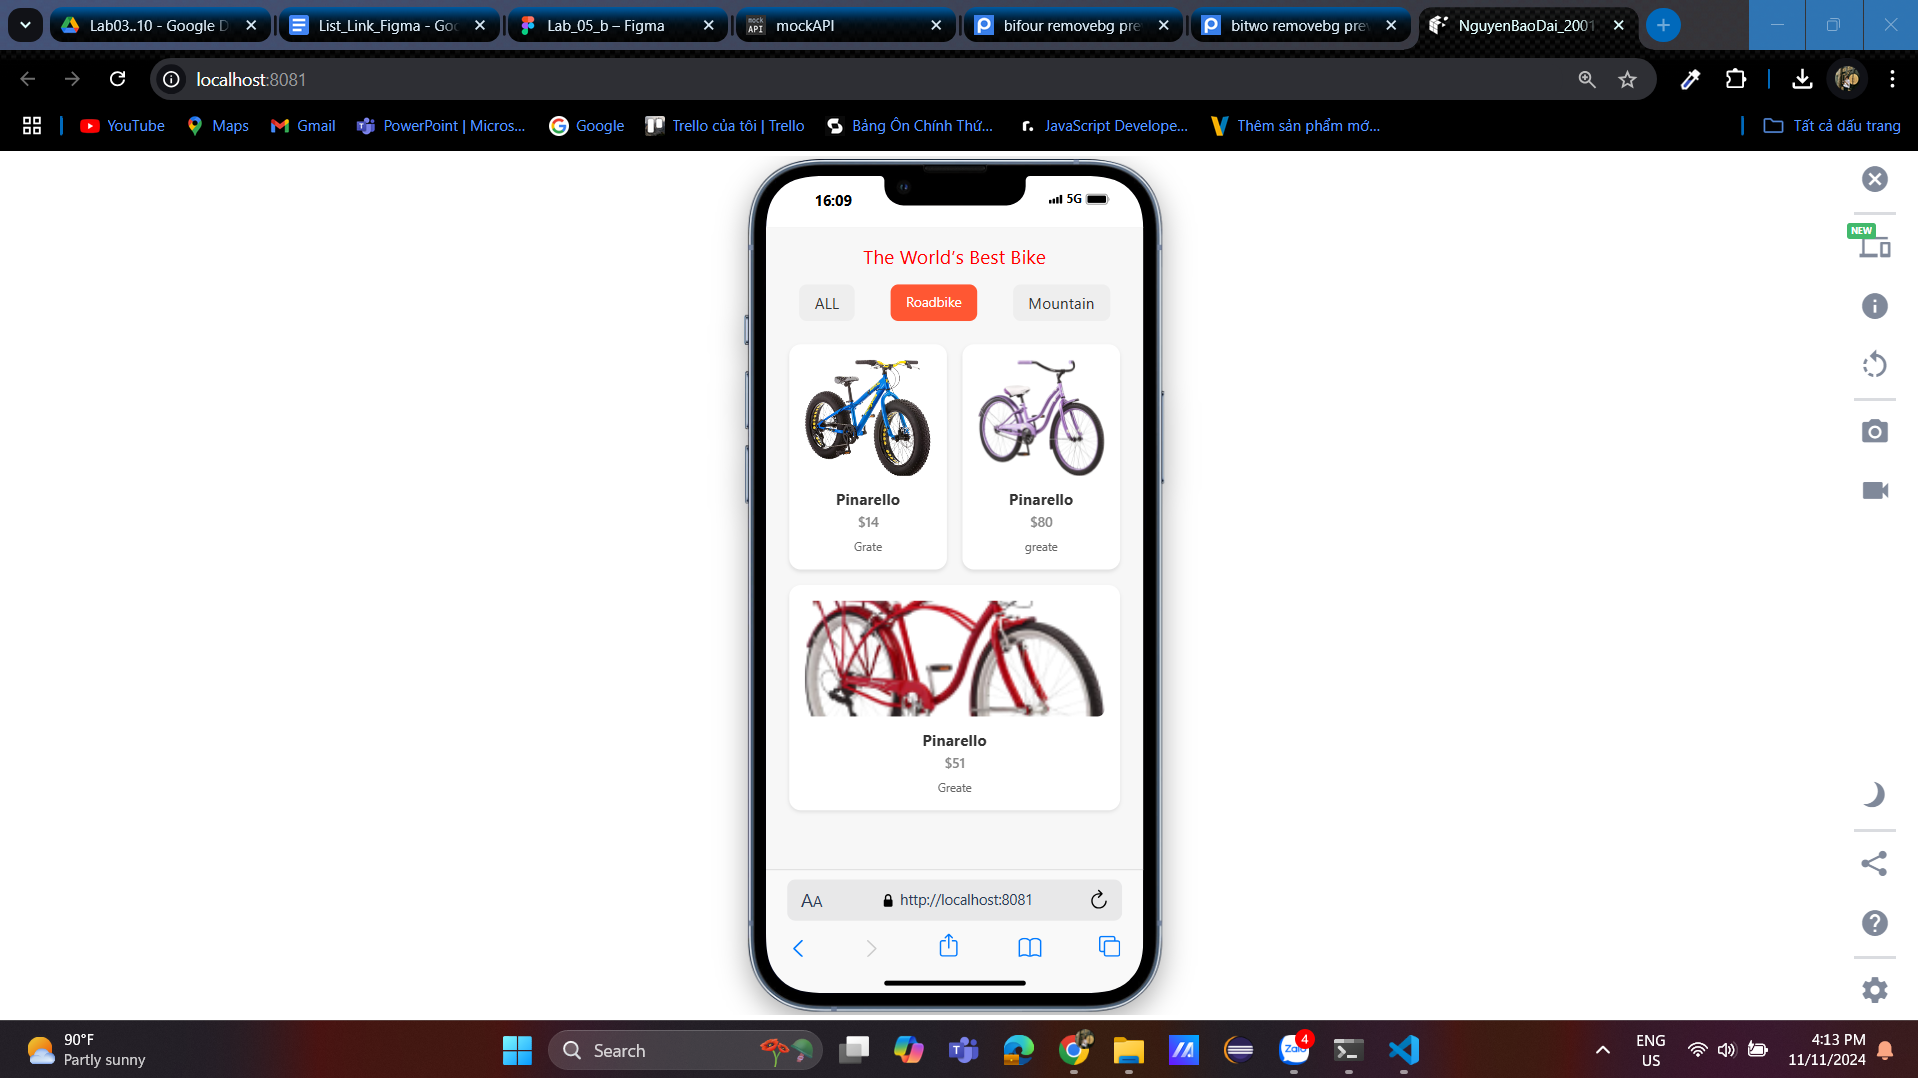 Lab03..10 - Google D
List_Link_Figma - Goo
Lab_05_b – Figma
mock API
mockAPI
bifour removebg pre
bitwo removebg prev
NguyenBaoDai_2001
localhost:8081
YouTube
Maps
Gmail
PowerPoint | Micros...
Google
Trello của tôi | Trello
Bảng Ôn Chính Thứ...
JavaScript Develope...
Thêm sản phẩm mớ...
Tất cả dấu trang
16:09
5G
NEW
The World's Best Bike
ALL
Roadbike
Mountain
Pinarello
$14
Grate
Pinarello
$80
greate
Pinarello
$51
Greate
AA
http://localhost:8081
90°F
Partly sunny
Search
Zalo
4
ENG
US
4:13 PM
11/11/2024